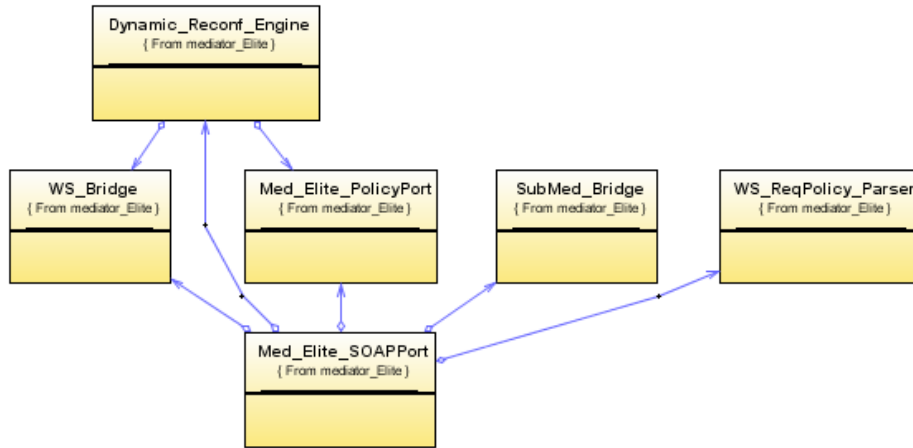 Dynamic_Reconf_Engine
{ From mediator_Elite }
WS_Bridge
{ From mediator_Elite }
Med_Elite_PolicyPort
{ From mediator_Elite }
SubMed_Bridge
{ From mediator_Elite }
WS_ReqPolicy_Parser
{ From mediator_Elite }
Med_Elite_SOAPPort
{ From mediator_Elite }